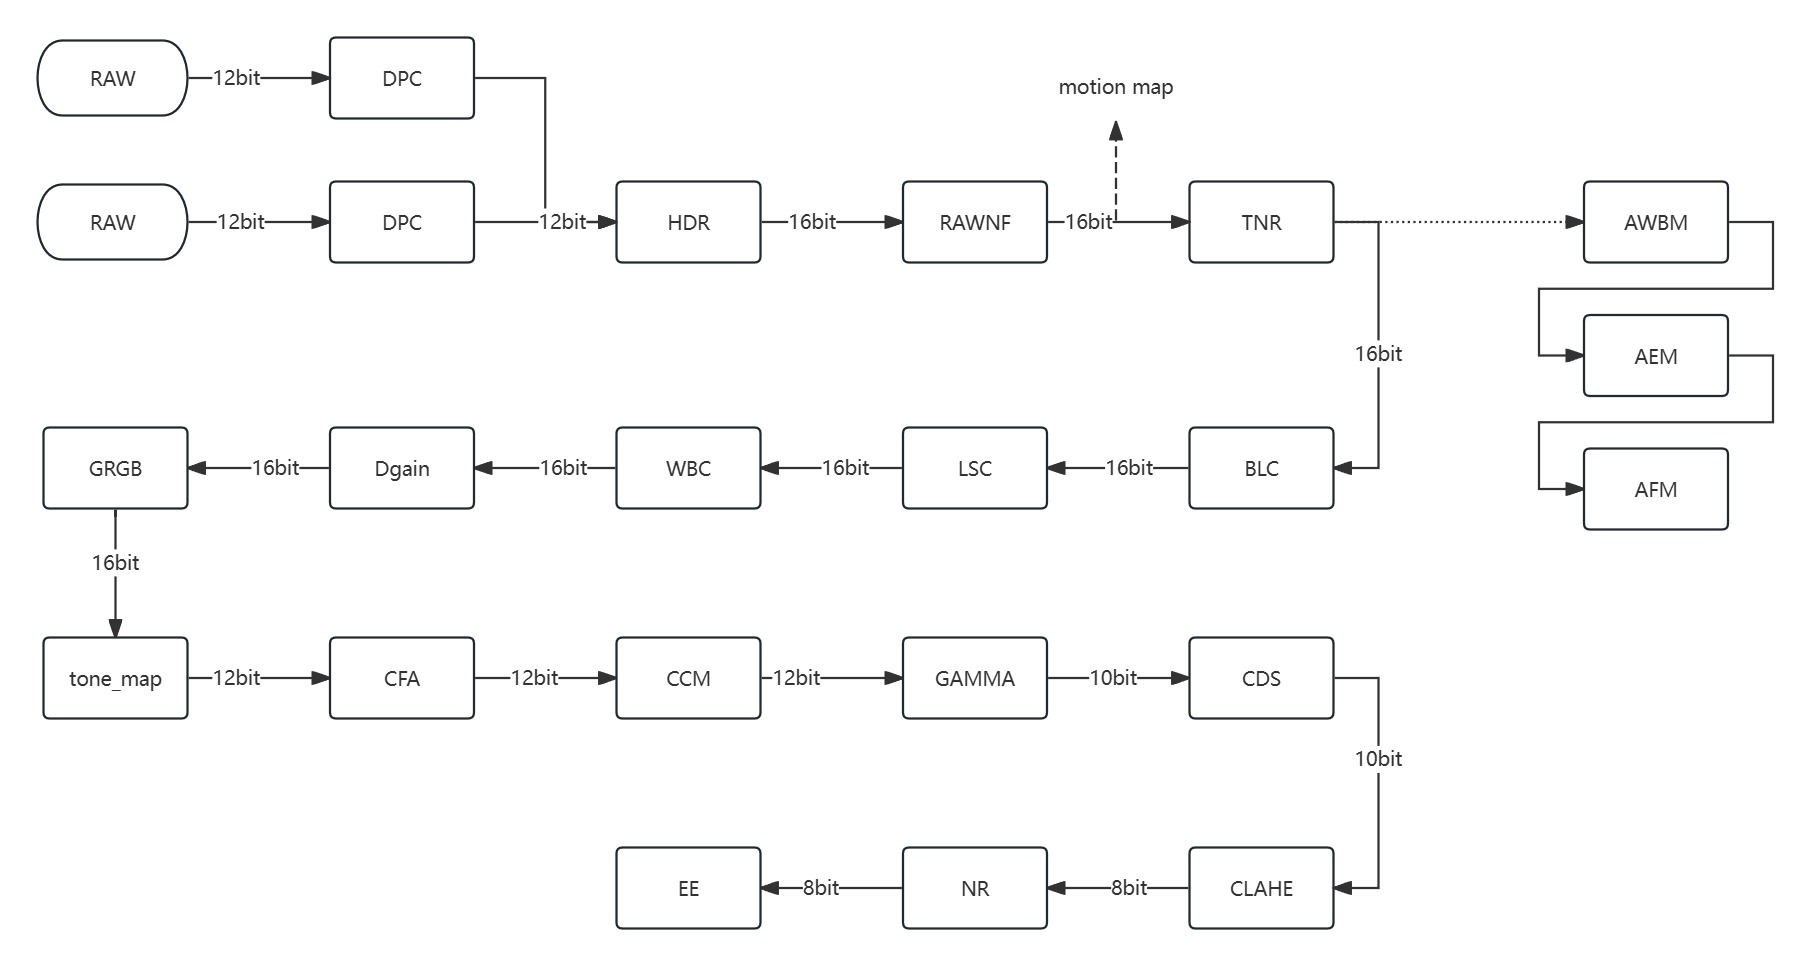 RAW
12bit
DPC
motion map
RAW
12bit
DPC
12bit
HDR
16bit
RAWNF
16bit
TNR
AWBM
16bit
AEM
GRGB
16bit
Dgain
16bit
WBC
16bit
LSC
16bit
BLC
AFM
16bit
tone_map
12bit
CFA
12bit
CCM
12bit
GAMMA
10bit
CDS
10bit
EE
8bit
NR
8bit
CLAHE